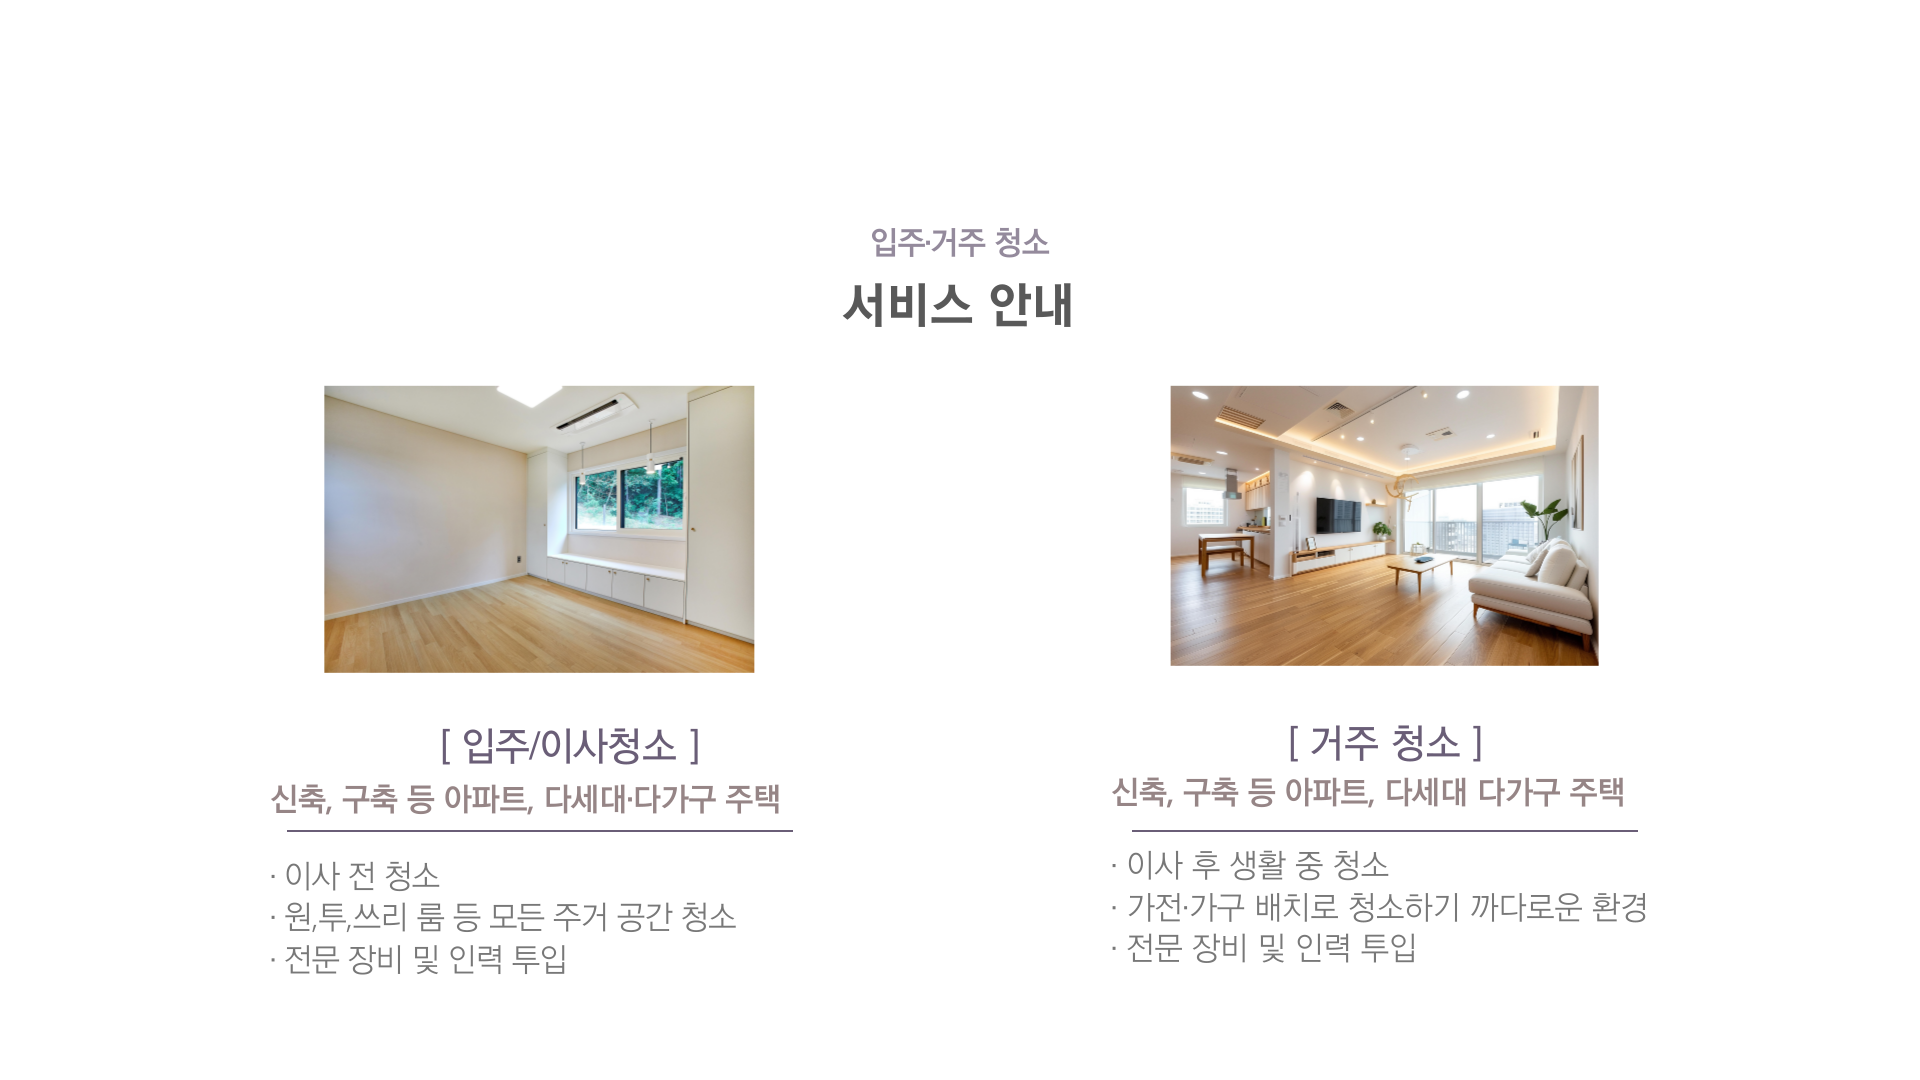 입주·거주 청소
서비스 안내
[ 입주/이사청소 ]
신축, 구축 등 아파트, 다세대·다가구 주택
· 이사 전 청소
· 원,투,쓰리 룸 등 모든 주거 공간 청소
· 전문 장비 및 인력 투입
[ 거주 청소 ]
신축, 구축 등 아파트, 다세대 다가구 주택
· 이사 후 생활 중 청소
· 가전·가구 배치로 청소하기 까다로운 환경
· 전문 장비 및 인력 투입